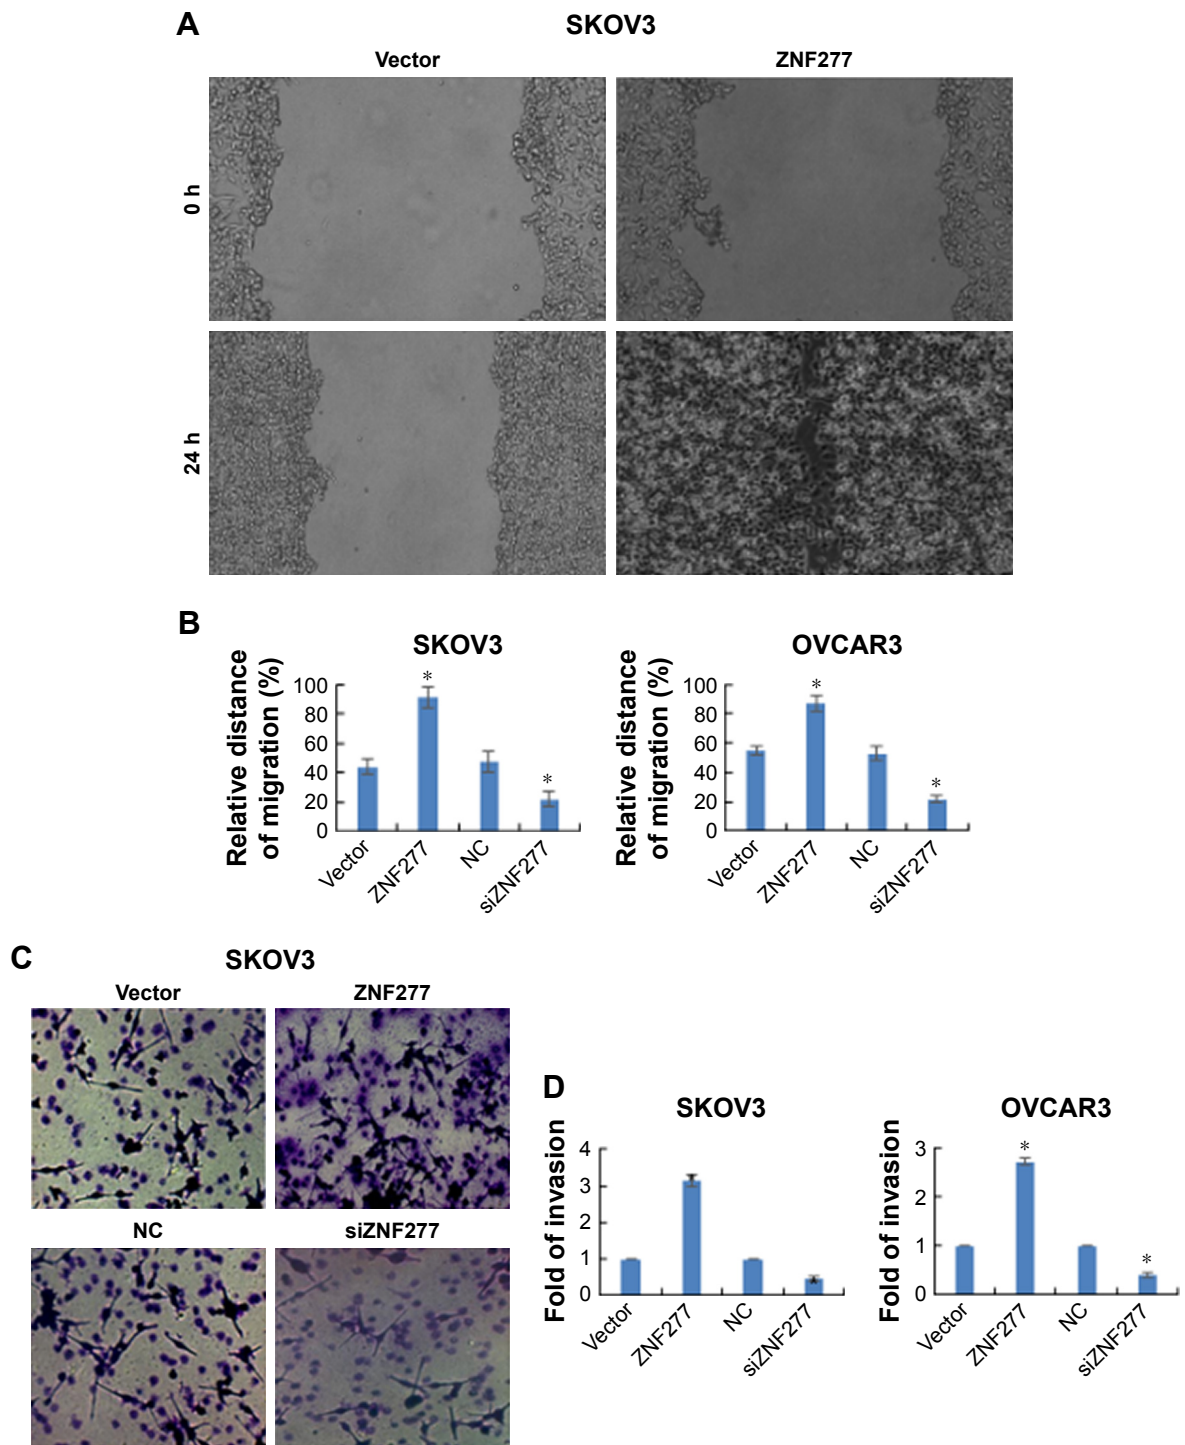 A
SKOV3
Vector
ZNF277
0 h
24 h
B
SKOV3
Relative distance
of migration (%)
100
80
60
40
20
0
*
*
Vector
ZNF277
NC
siZNF277
OVCAR3
Relative distance
of migration (%)
100
80
60
40
20
0
*
*
Vector
ZNF277
NC
siZNF277
C
SKOV3
Vector
ZNF277
NC
siZNF277
D
SKOV3
Fold of invasion
4
3
2
1
0
Vector
ZNF277
NC
siZNF277
OVCAR3
Fold of invasion
3
2
1
0
*
*
Vector
ZNF277
NC
siZNF277